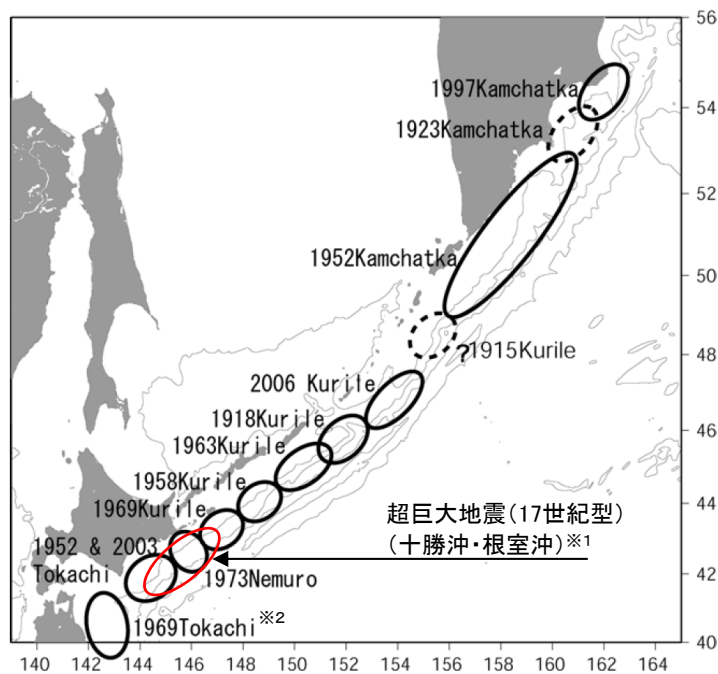 56
1997Kamchatka
54
1923Kamchatka
52
1952Kamchatka
50
48
?1915Kurile
2006 Kurile
1918Kurile
46
1963Kurile
1958Kurile
44
1969Kurile
超巨大地震(17世紀型)
(十勝沖・根室沖)※1
1952 & 2003
Tokachi
42
1973Nemuro
1969Tokachi※2
40
140 142 144 146 148 150 152 154 156 158 160 162 164